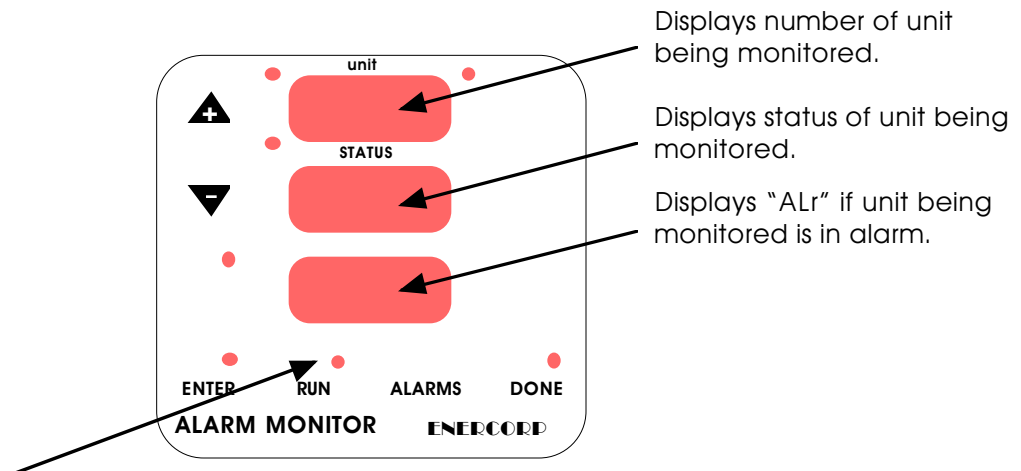 Displays number of unit
being monitored.
unit
+
Displays status of unit being
monitored.
STATUS
–
Displays “ALr” if unit being
monitored is in alarm.
ENTER RUN ALARMS DONE
ALARM MONITOR ENERCORP